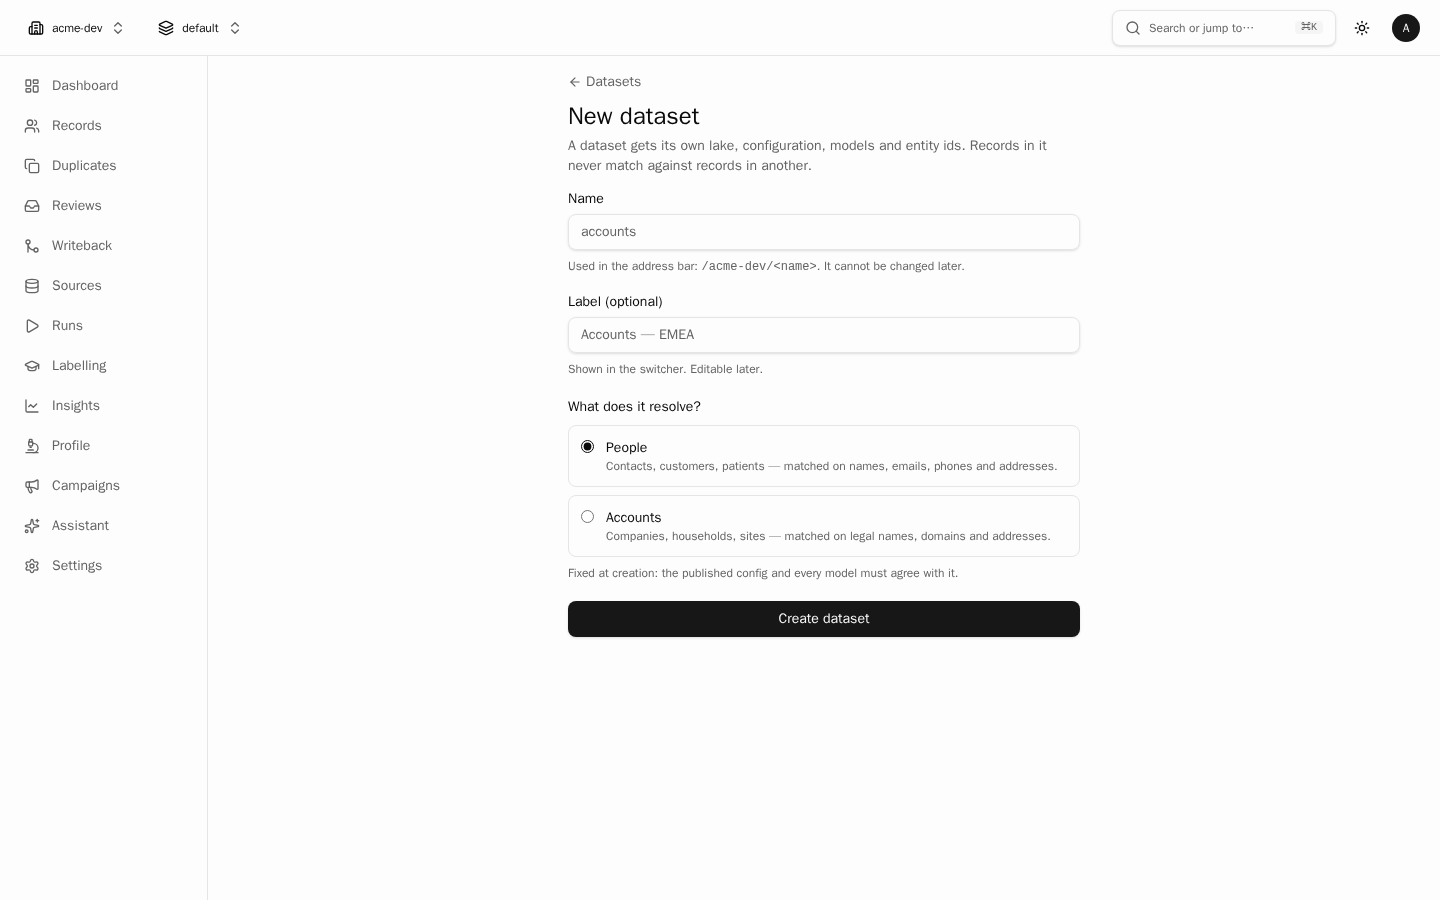 acme-dev
default
Search or jump to…
⌘K
A
Dashboard
Records
Duplicates
Reviews
Writeback
Sources
Runs
Labelling
Insights
Profile
Campaigns
Assistant
Settings
← Datasets
New dataset
A dataset gets its own lake, configuration, models and entity ids. Records in it
never match against records in another.
Name
accounts
Used in the address bar: /acme-dev/<name>. It cannot be changed later.
Label (optional)
Accounts — EMEA
Shown in the switcher. Editable later.
What does it resolve?
People
Contacts, customers, patients — matched on names, emails, phones and addresses.
Accounts
Companies, households, sites — matched on legal names, domains and addresses.
Fixed at creation: the published config and every model must agree with it.
Create dataset